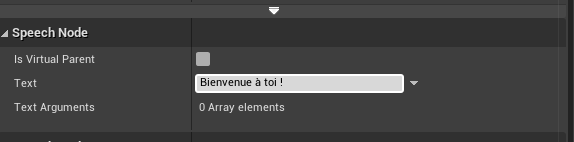 Speech Node
Is Virtual Parent
Text Bienvenue à toi !
Text Arguments 0 Array elements